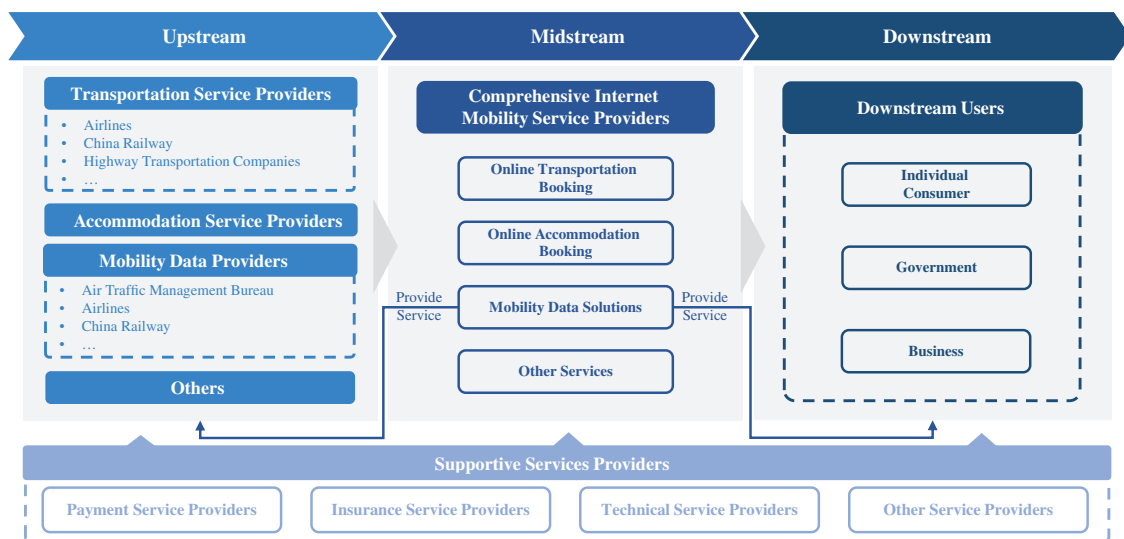 Upstream
Midstream
Downstream
Transportation Service Providers
• Airlines
• China Railway
• Highway Transportation Companies
• …
Accommodation Service Providers
Mobility Data Providers
• Air Traffic Management Bureau
• Airlines
• China Railway
• …
Others
Comprehensive Internet
Mobility Service Providers
Online Transportation
Booking
Online Accommodation
Booking
Provide
Service
Mobility Data Solutions
Provide
Service
Other Services
Downstream Users
Individual
Consumer
Government
Business
Supportive Services Providers
Payment Service Providers
Insurance Service Providers
Technical Service Providers
Other Service Providers